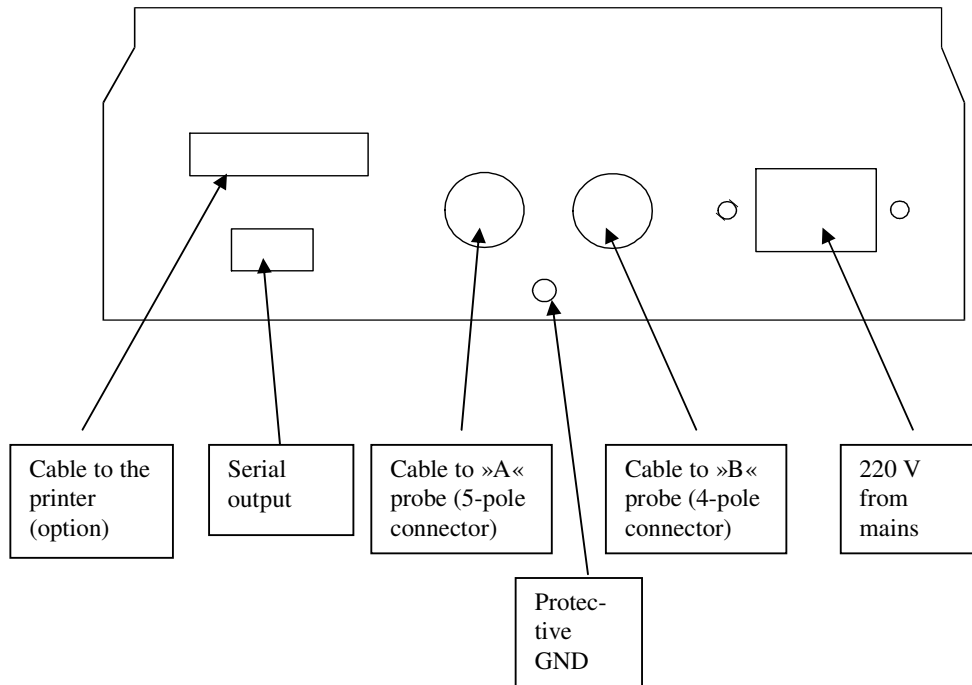 Cable to the
printer
(option)
Serial
output
Cable to »A«
probe (5-pole
connector)
Cable to »B«
probe (4-pole
connector)
220 V
from
mains
Protec-
tive
GND